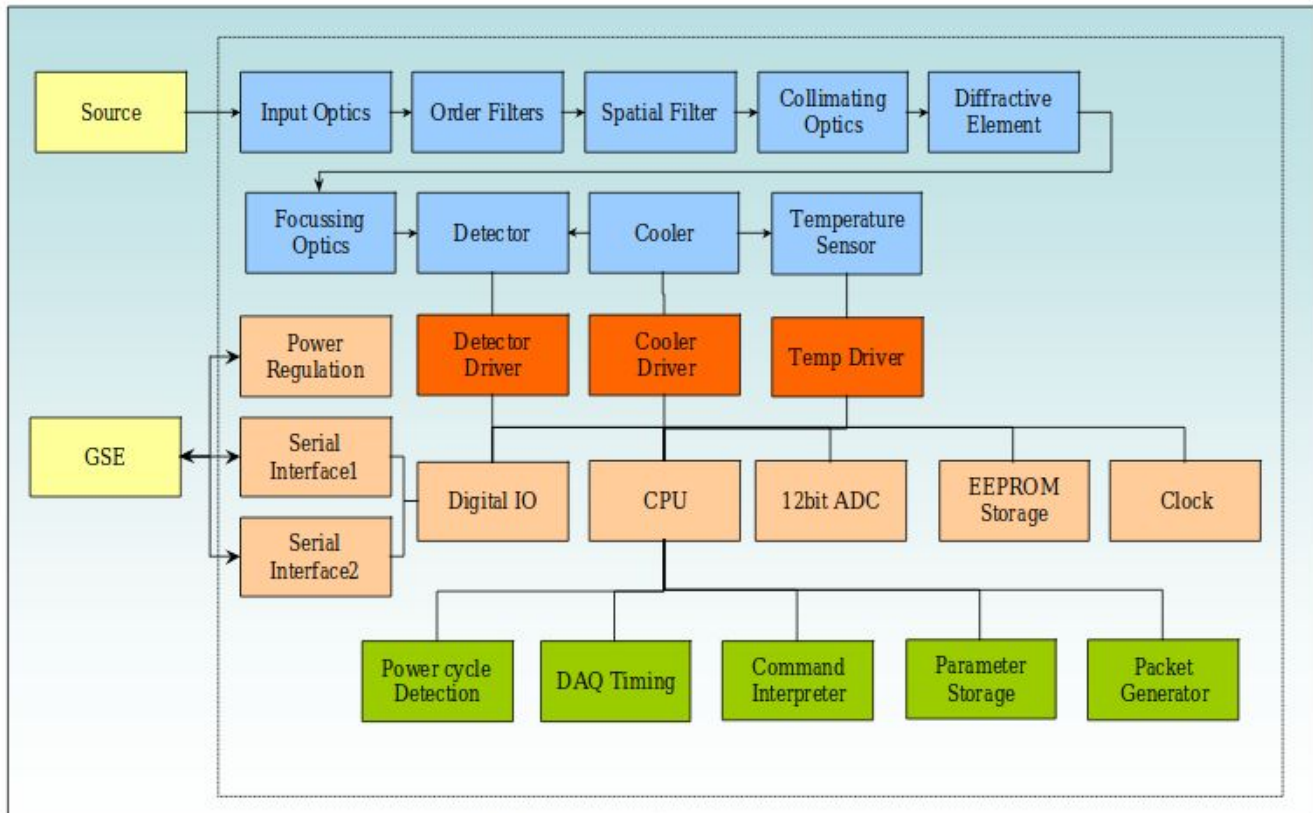 Source
Input Optics
Order Filters
Spatial Filter
Collimating
Optics
Diffractive
Element
Focussing
Optics
Detector
Cooler
Temperature
Sensor
Power
Regulation
Detector
Driver
Cooler
Driver
Temp Driver
GSE
Serial
Interface1
Serial
Interface2
Digital IO
CPU
12bit ADC
EEPROM
Storage
Clock
Power cycle
Detection
DAQ Timing
Command
Interpreter
Parameter
Storage
Packet
Generator